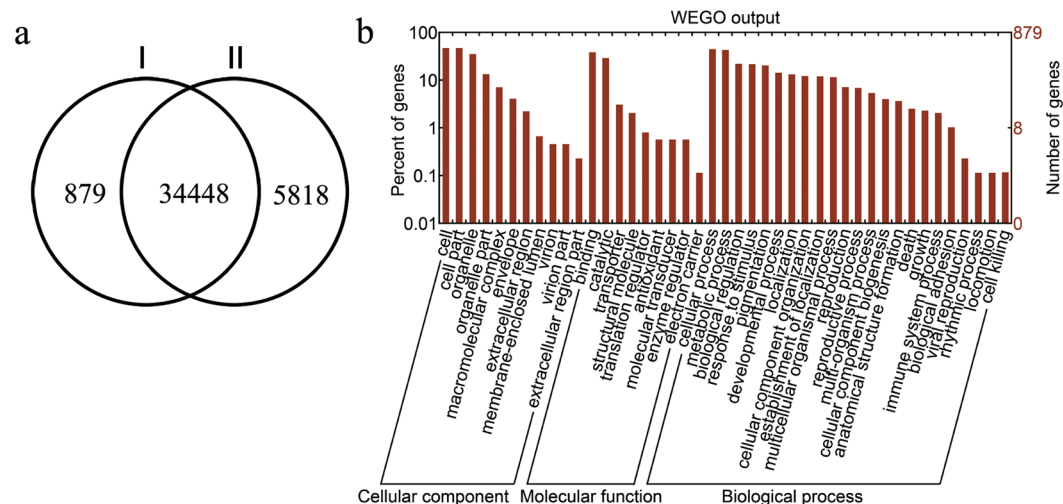 a
I
II
879
34448
5818
b
WEGO output
Percent of genes
100
10
1
0.1
0.01
879
8
0
Number of genes
cell
cell part
organelle
organelle part
macromolecular complex
envelope
extracellular region
membrane-enclosed lumen
virion
virion part
extracellular region part
binding
catalytic
transporter
structural molecule
translation regulator
antioxidant
molecular transducer
enzyme regulator
electron carrier
cellular process
metabolic process
biological regulation
response to stimulus
pigmentation
developmental process
localization
cellular component organization
establishment of localization
multicellular organismal process
reproduction
reproductive process
multi-organism process
cellular component biogenesis
anatomical structure formation
death
growth
immune system process
biological adhesion
viral reproduction
rhythmic process
locomotion
cell killing
Cellular component
Molecular function
Biological process